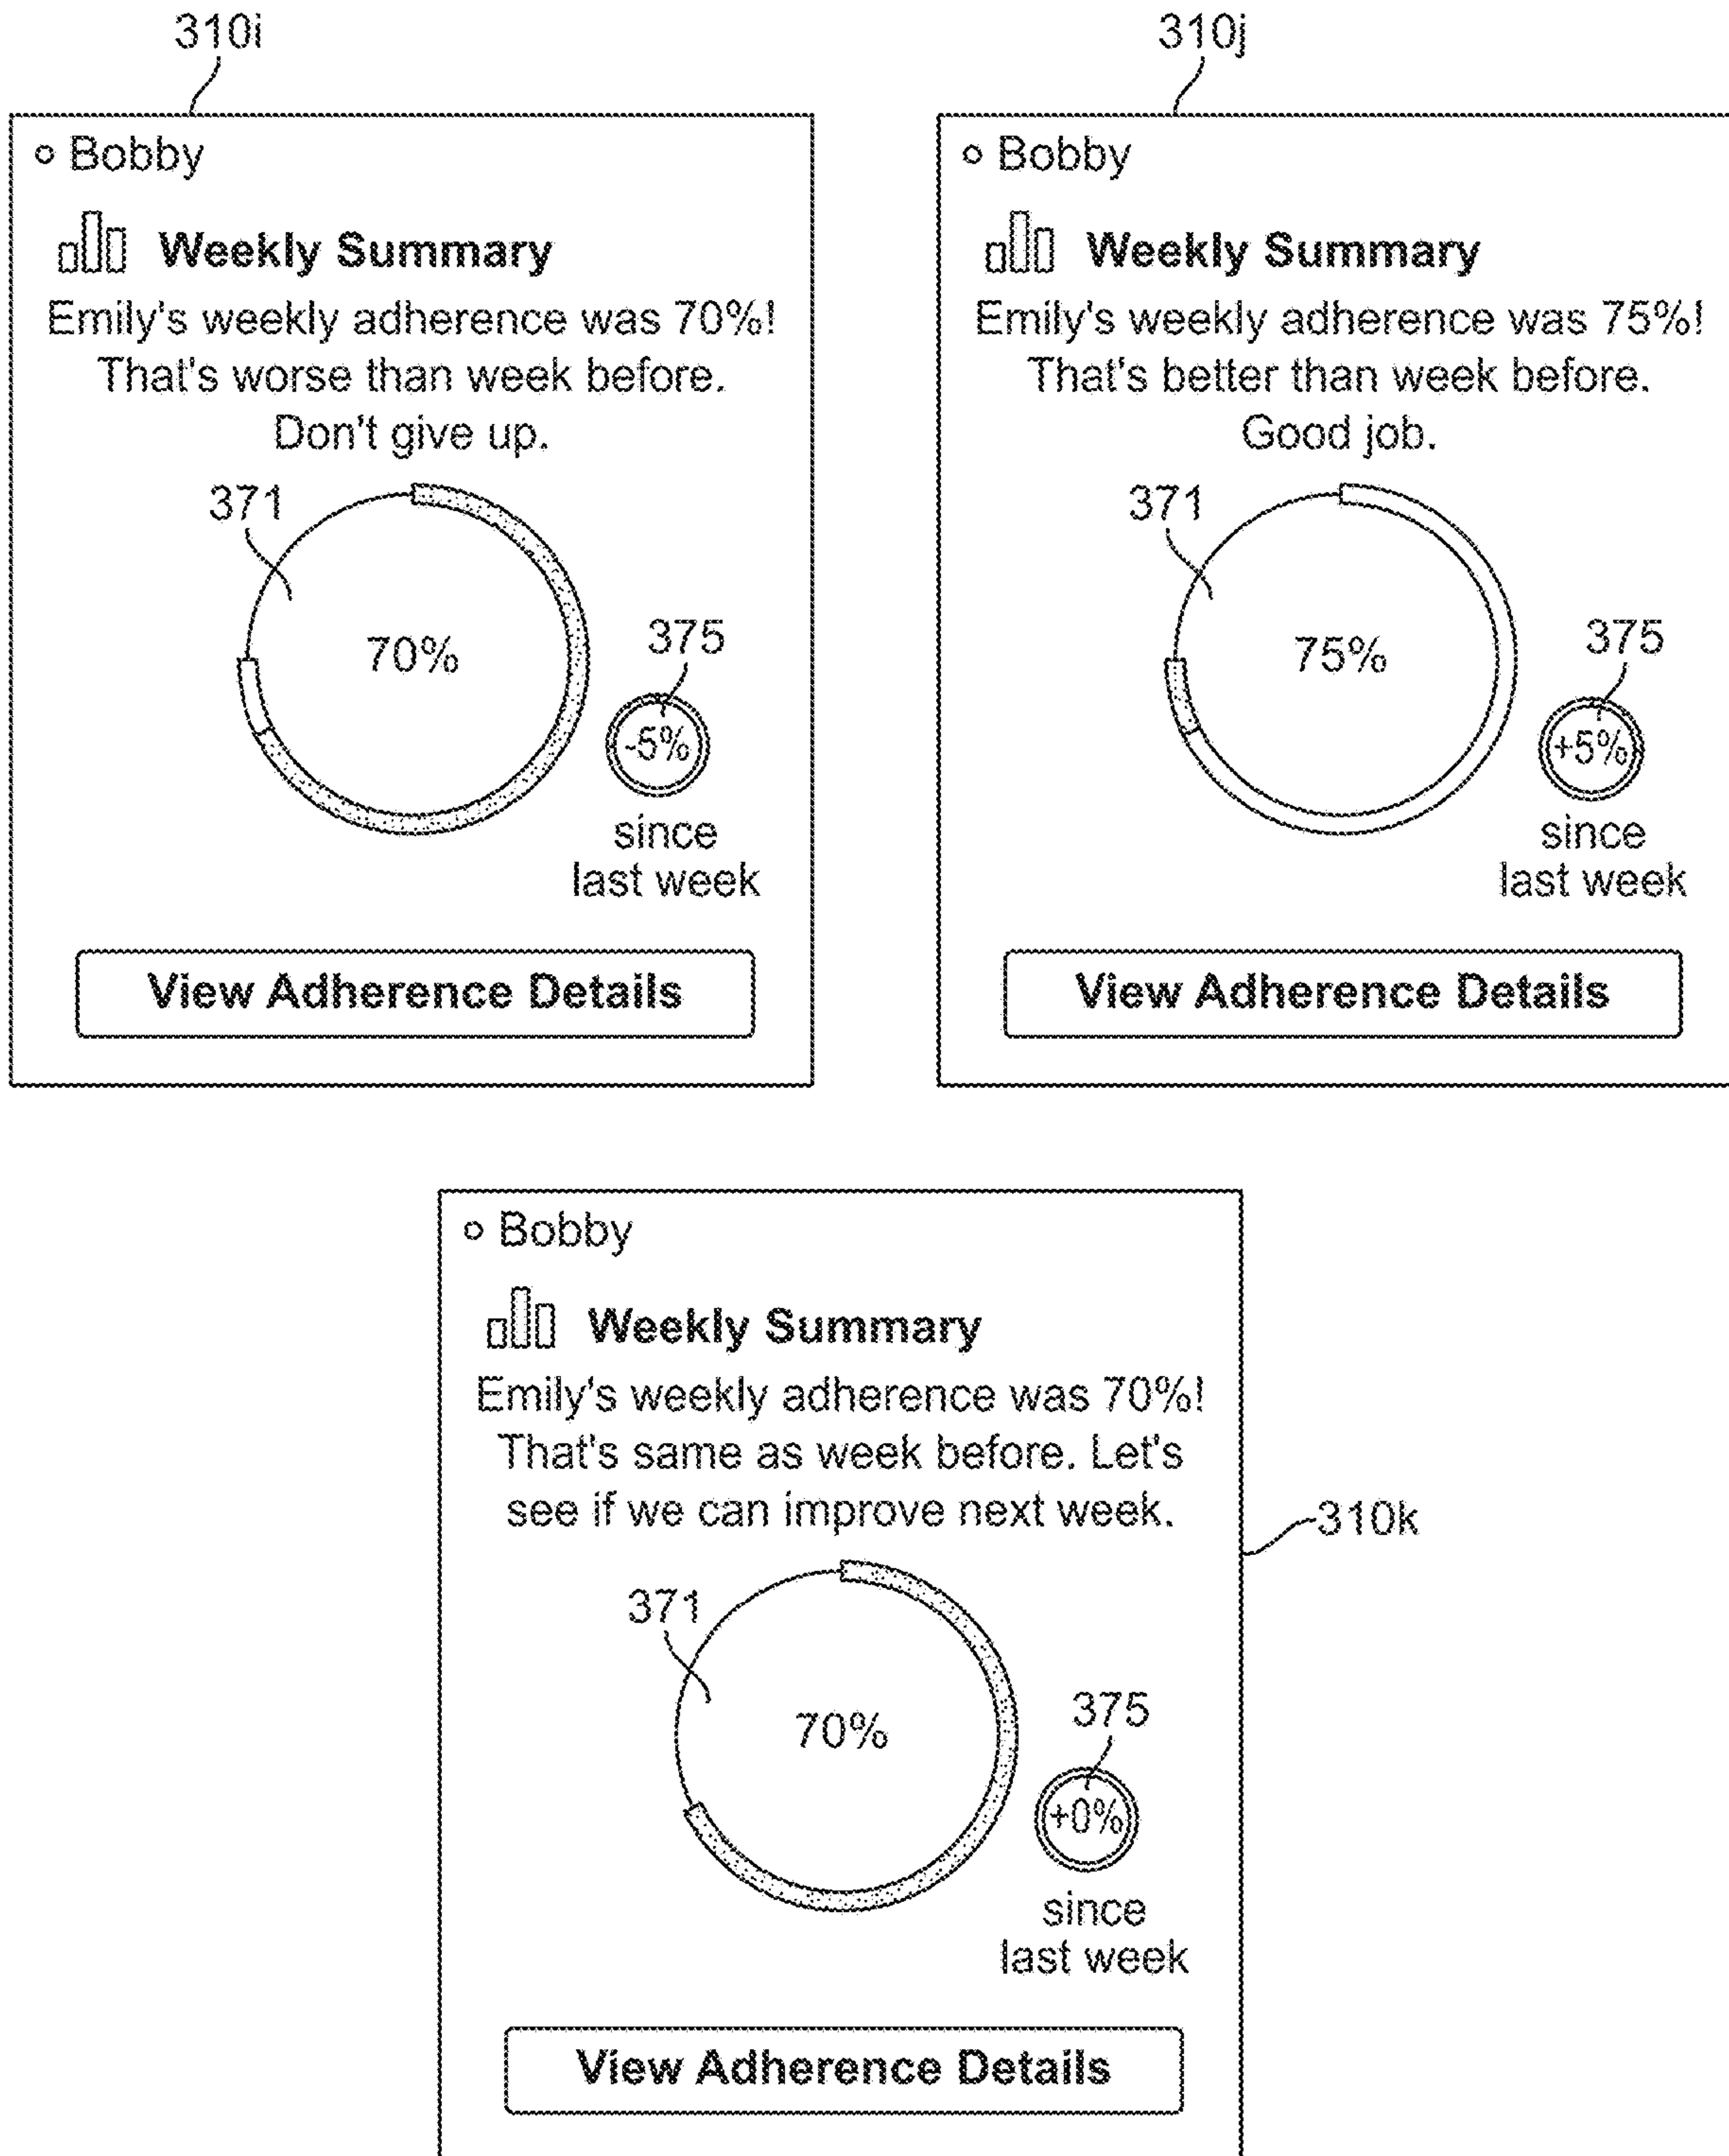 310i
Bobby
Weekly Summary
Emily's weekly adherence was 70%!
That's worse than week before.
Don't give up.
371
70%
375
-5%
since
last week
View Adherence Details
310j
Bobby
Weekly Summary
Emily's weekly adherence was 75%!
That's better than week before.
Good job.
371
75%
375
+5%
since
last week
View Adherence Details
Bobby
Weekly Summary
Emily's weekly adherence was 70%!
That's same as week before. Let's
see if we can improve next week.
310k
371
70%
375
+0%
since
last week
View Adherence Details